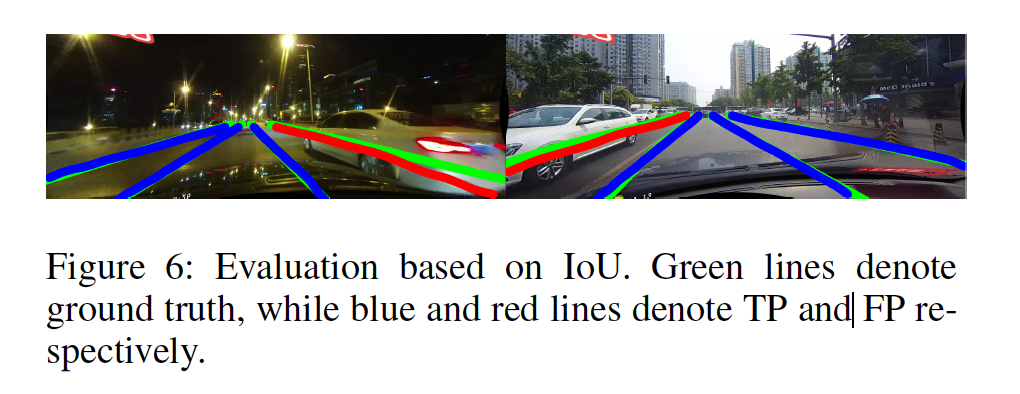 McDonald's
Figure 6: Evaluation based on IoU. Green lines denote
ground truth, while blue and red lines denote TP and FP re-
spectively.